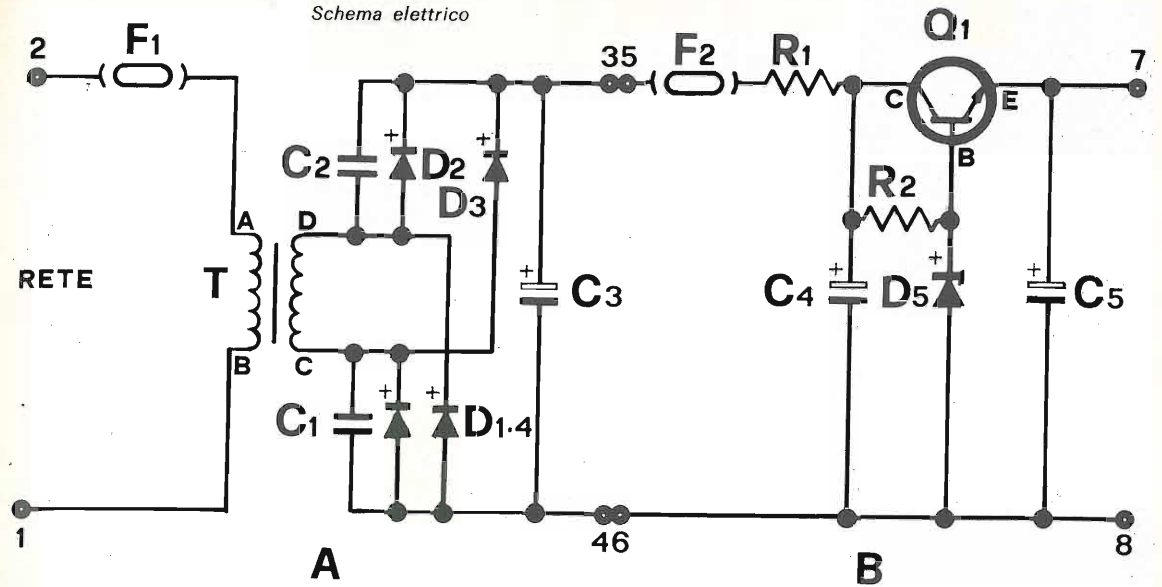 Schema elettrico
2
F1
35
F2
R1
Q1
7
C
E
B
C2
+
D2
+
D3
R2
A
D
RETE
T
+
C3
C4
+
D5
+
+
C5
B
C
C1
+
+
D1·4
1
46
8
A
B